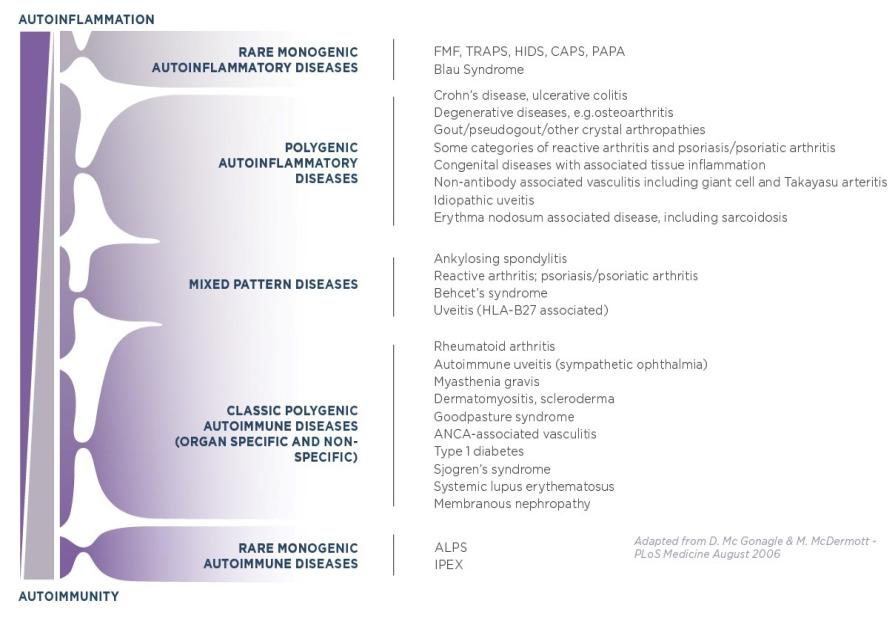 AUTOINFLAMMATION
RARE MONOGENIC
AUTOINFLAMMATORY DISEASES
FMF, TRAPS, HIDS, CAPS, PAPA
Blau Syndrome
POLYGENIC
AUTOINFLAMMATORY
DISEASES
Crohn's disease, ulcerative colitis
Degenerative diseases, e.g.osteoarthritis
Gout/pseudogout/other crystal arthropathies
Some categories of reactive arthritis and psoriasis/psoriatic arthritis
Congenital diseases with associated tissue inflammation
Non-antibody associated vasculitis including giant cell and Takayasu arteritis
Idiopathic uveitis
Erythma nodosum associated disease, including sarcoidosis
MIXED PATTERN DISEASES
Ankylosing spondylitis
Reactive arthritis; psoriasis/psoriatic arthritis
Behcet's syndrome
Uveitis (HLA-B27 associated)
CLASSIC POLYGENIC
AUTOIMMUNE DISEASES
(ORGAN SPECIFIC AND NON-
SPECIFIC)
Rheumatoid arthritis
Autoimmune uveitis (sympathetic ophthalmia)
Myasthenia gravis
Dermatomyositis, scleroderma
Goodpasture syndrome
ANCA-associated vasculitis
Type 1 diabetes
Sjogren's syndrome
Systemic lupus erythematosus
Membranous nephropathy
RARE MONOGENIC
AUTOIMMUNE DISEASES
ALPS
IPEX
Adapted from D. Mc Gonagle & M. McDermott -
PLoS Medicine August 2006
AUTOIMMUNITY